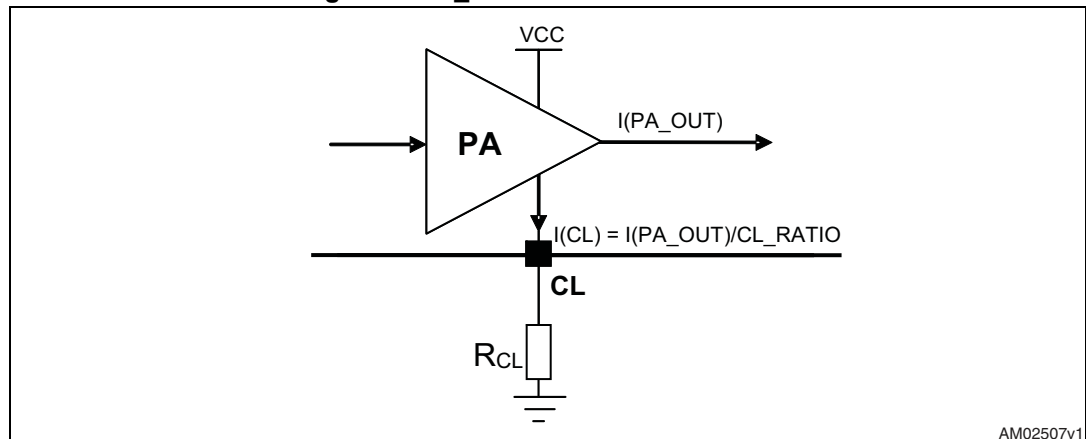 VCC
I(PA_OUT)
PA
I(CL) = I(PA_OUT)/CL_RATIO
CL
RCL
AM02507v1